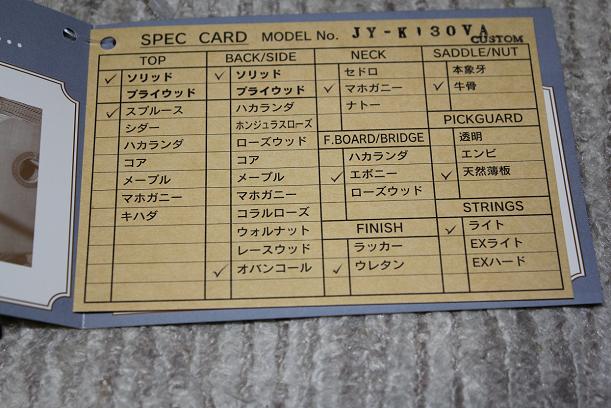 SPEC CARD MODEL No. JY-K130VA
CUSTOM
TOP
ソリッド
プライウッド
スプルース
シダー
ハカランダ
コア
メープル
マホガニー
キハダ
BACK/SIDE
ソリッド
プライウッド
ハカランダ
ホンジュラスローズ
ローズウッド
コア
メープル
マホガニー
コラルローズ
ウォルナット
レースウッド
オバンコール
NECK
セドロ
マホガニー
ナトー
F.BOARD/BRIDGE
ハカランダ
エボニー
ローズウッド
FINISH
ラッカー
ウレタン
SADDLE/NUT
本象牙
牛骨
PICKGUARD
透明
エンビ
天然薄板
STRINGS
ライト
EXライト
EXハード